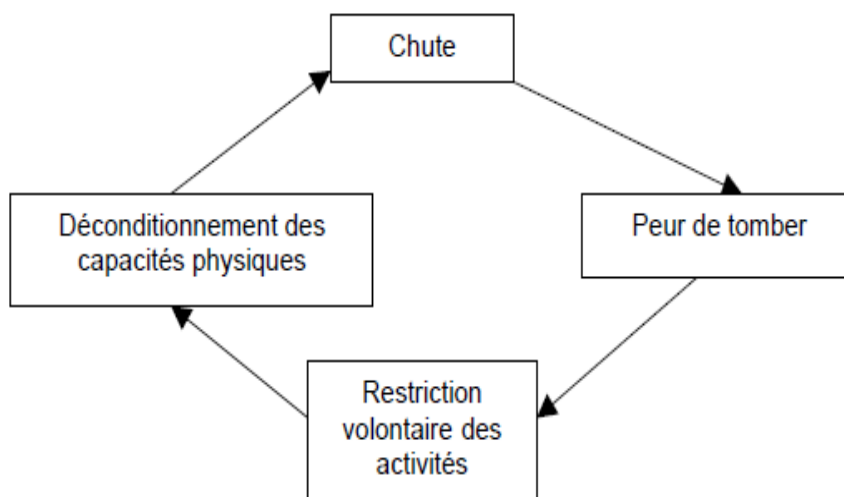 Chute
Peur de tomber
Déconditionnement des
capacités physiques
Restriction
volontaire des
activités